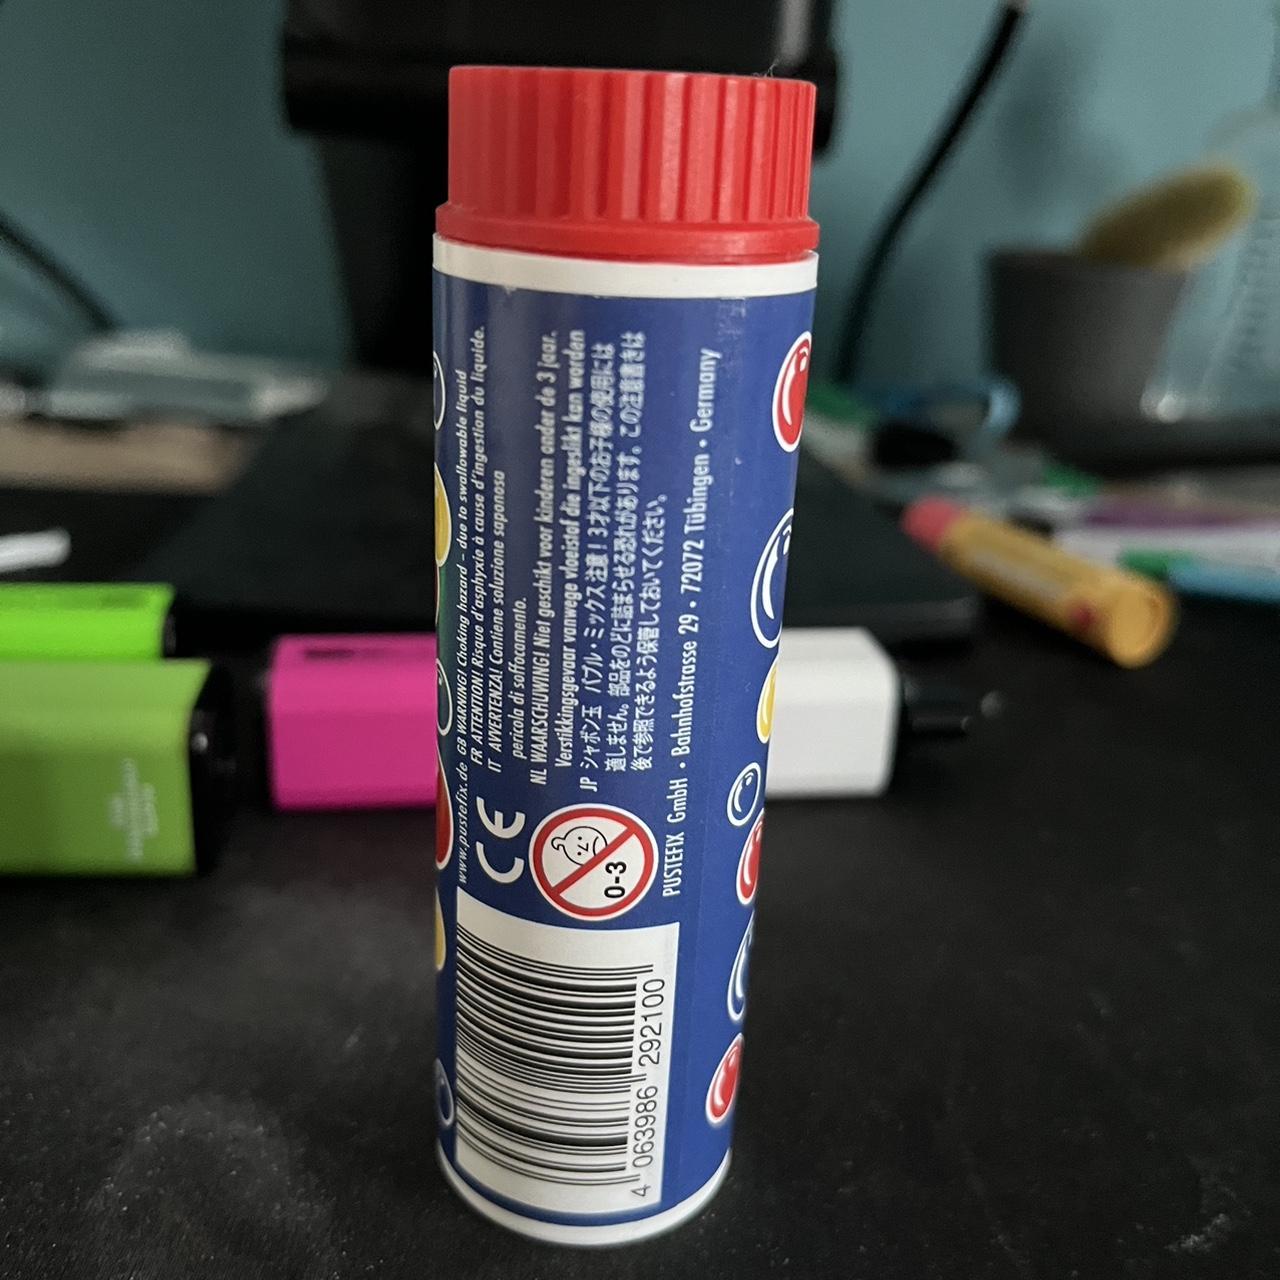 www.pustefix.de GB WARNING! Choking hazard - due to swallowable liquid
FR ATTENTION! Risque d'asphyxie à cause d'ingestion du liquide.
IT AVVERTENZA! Contiene soluzione saponosa
pericola di soffocamento.
NL WAARSCHUWING! Niet geschikt voor kinderen onder de 3 jaar.
Verstikkingsgevaar vanwege vloeistof die ingeslikt kan worden
JP シャボン玉 バブル・ミックス 注意!3才以下のお子様の使用には
適しません。部品をのどに詰まらせる恐れがあります。この注意書きは
後で参照できるよう保管しておいてください。
PUSTEFIX GmbH • Bahnhofstrasse 29 • 72072 Tübingen • Germany
CE
0-3
4 063986 292100